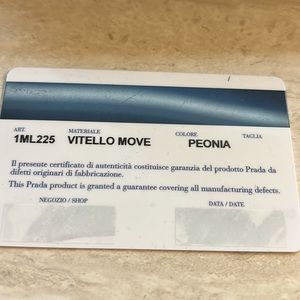 ART. MATERIALE COLORE TAGLIA
1ML225 VITELLO MOVE PEONIA
Il presente certificato di autenticità costituisce garanzia del prodotto Prada da
difetti originari di fabbricazione.
This Prada product is granted a guarantee covering all manufacturing defects.
NEGOZIO / SHOP DATA / DATE